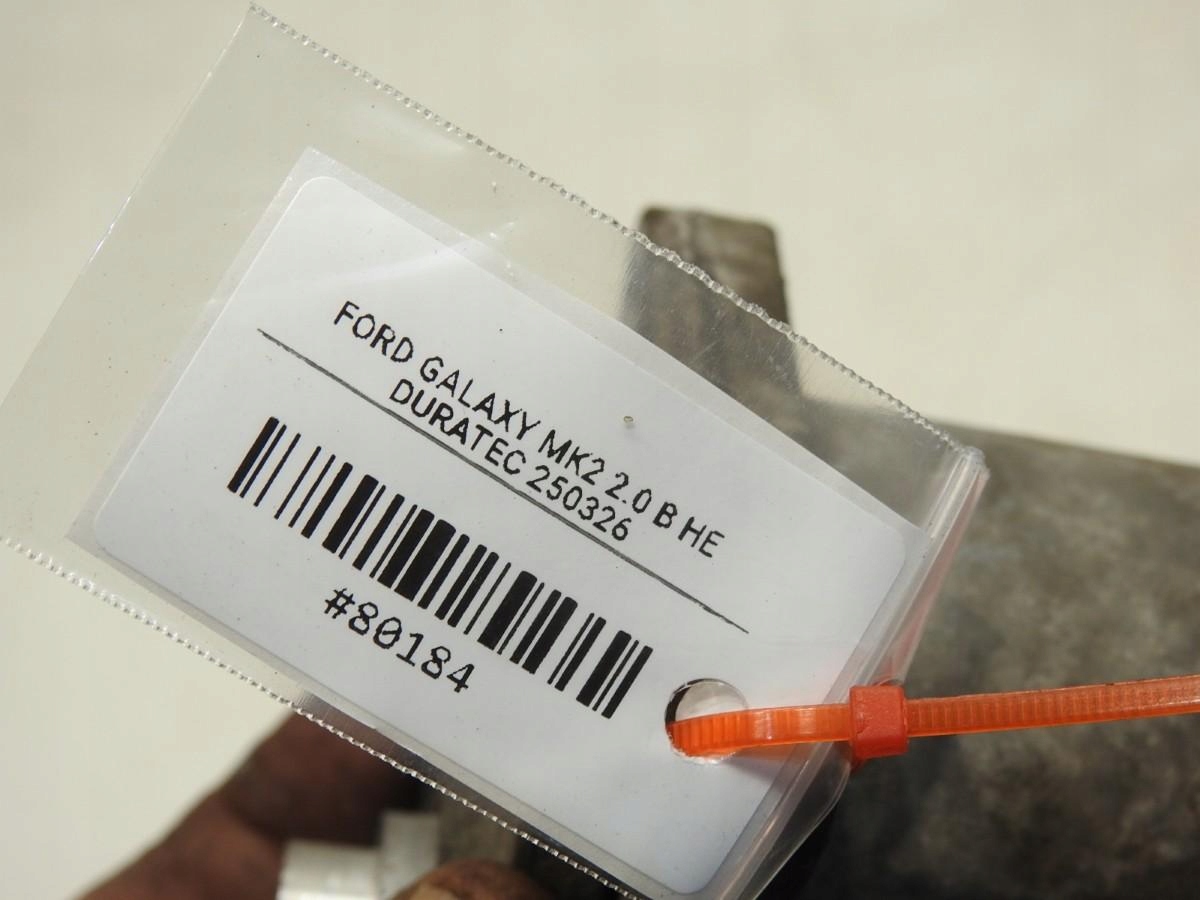 FORD GALAXY MK2 2.0 B HE
DURATEC 250326
#80184